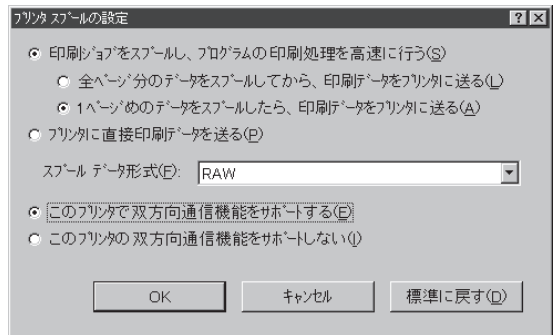 ﾌﾟﾘﾝﾀ ｽﾌﾟｰﾙの設定
印刷ｼﾞｮﾌﾞをｽﾌﾟｰﾙし、ﾌﾟﾛｸﾞﾗﾑの印刷処理を高速に行う(S)
全ﾍﾟｰｼﾞ分のﾃﾞｰﾀをｽﾌﾟｰﾙしてから、印刷ﾃﾞｰﾀをﾌﾟﾘﾝﾀに送る(L)
1ﾍﾟｰｼﾞめのﾃﾞｰﾀをｽﾌﾟｰﾙしたら、印刷ﾃﾞｰﾀをﾌﾟﾘﾝﾀに送る(A)
ﾌﾟﾘﾝﾀに直接印刷ﾃﾞｰﾀを送る(P)
ｽﾌﾟｰﾙ ﾃﾞｰﾀ形式(F): RAW
このﾌﾟﾘﾝﾀで双方向通信機能をｻﾎﾟｰﾄする(E)
このﾌﾟﾘﾝﾀの双方向通信機能をｻﾎﾟｰﾄしない(I)
OK ｷｬﾝｾﾙ 標準に戻す(D)